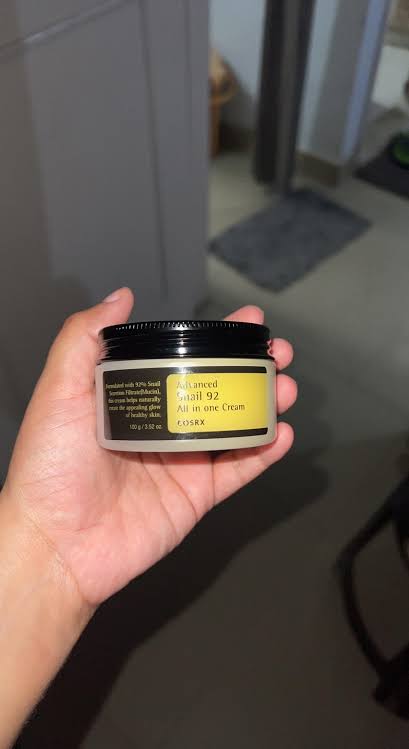 Formulated with 92% Snail
Secretion Filtrate(Mucin),
this cream helps naturally
create the appealing glow
of healthy skin.
100 g / 3.52 oz.
Advanced
Snail 92
All in one Cream
COSRX